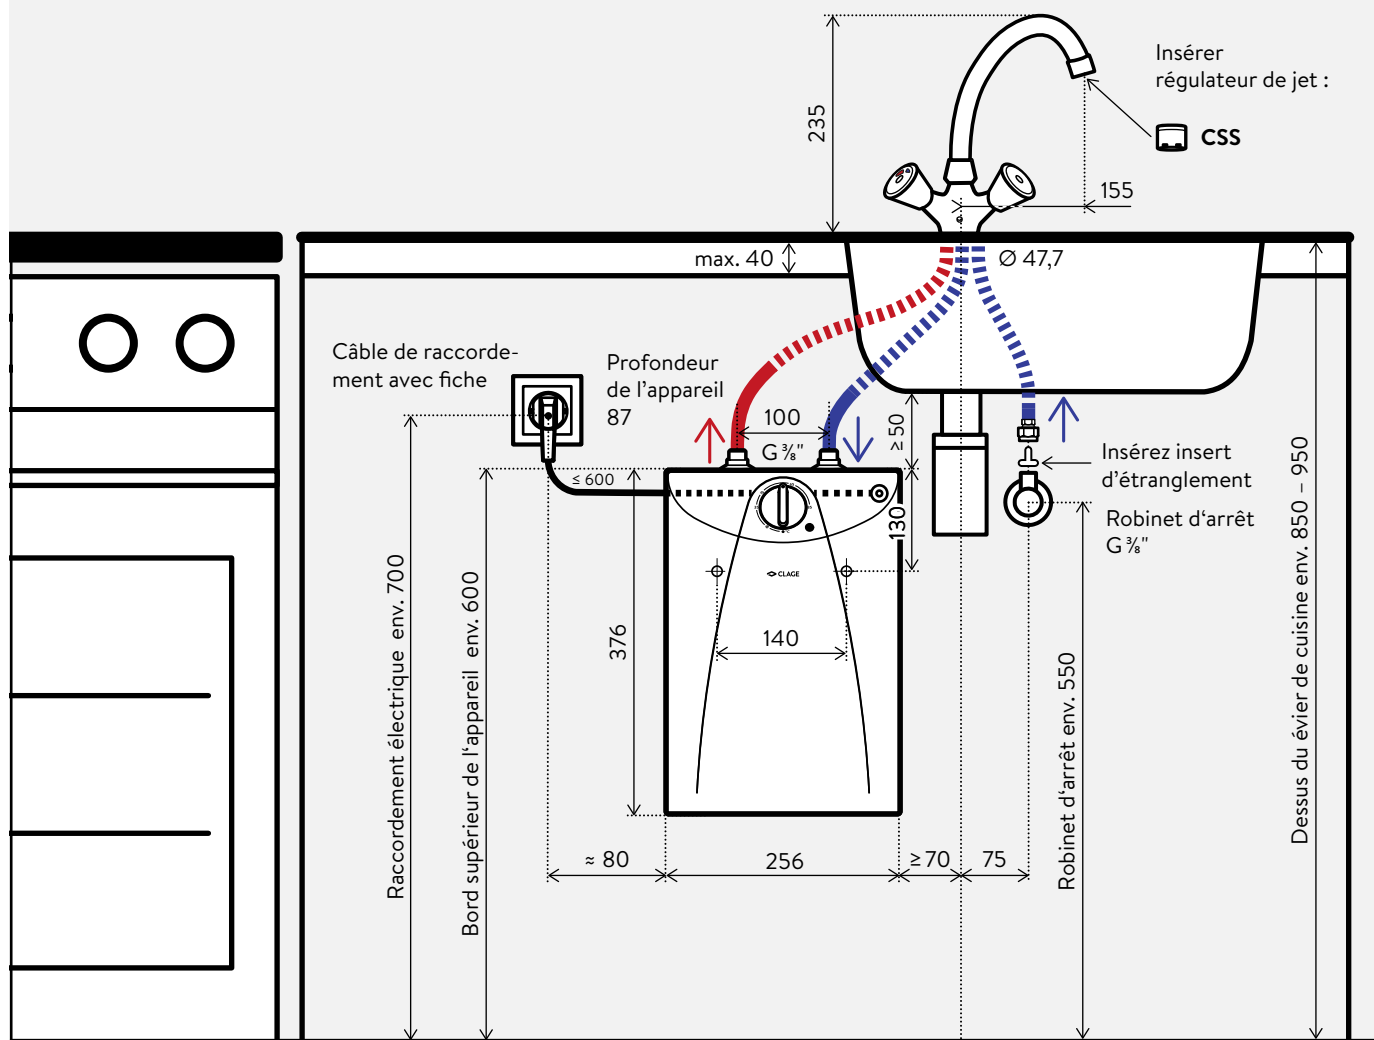 Insérer
régulateur de jet :
CSS
235
155
max. 40
Ø 47,7
Câble de raccorde-
ment avec fiche
Profondeur
de l'appareil
87
100
G ⅜"
≥ 50
≤ 600
Insérez insert
d'étranglement
Robinet d'arrêt
G ⅜"
130
CLAGE
140
376
Raccordement électrique env. 700
Bord supérieur de l'appareil env. 600
Robinet d'arrêt env. 550
Dessus du évier de cuisine env. 850 – 950
≈ 80
256
≥ 70
75